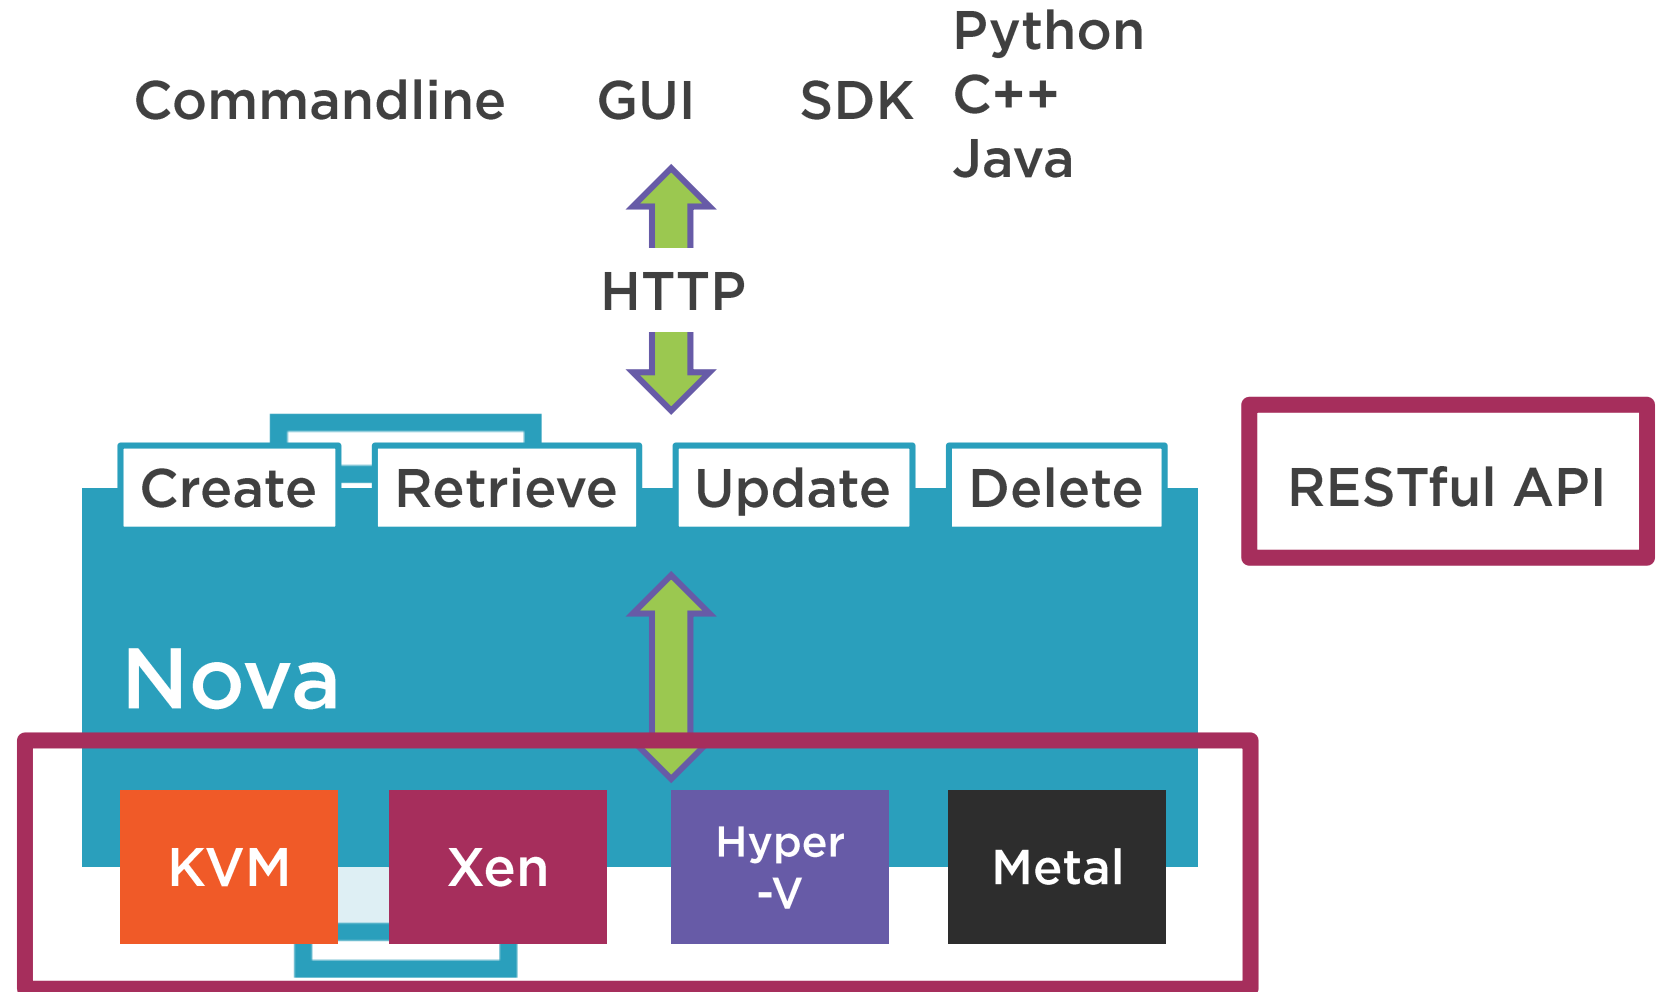 Python
Commandline GUI SDK C++
Java
HTTP
Create Retrieve Update Delete RESTful API
Nova
KVM Xen Hyper
-V Metal